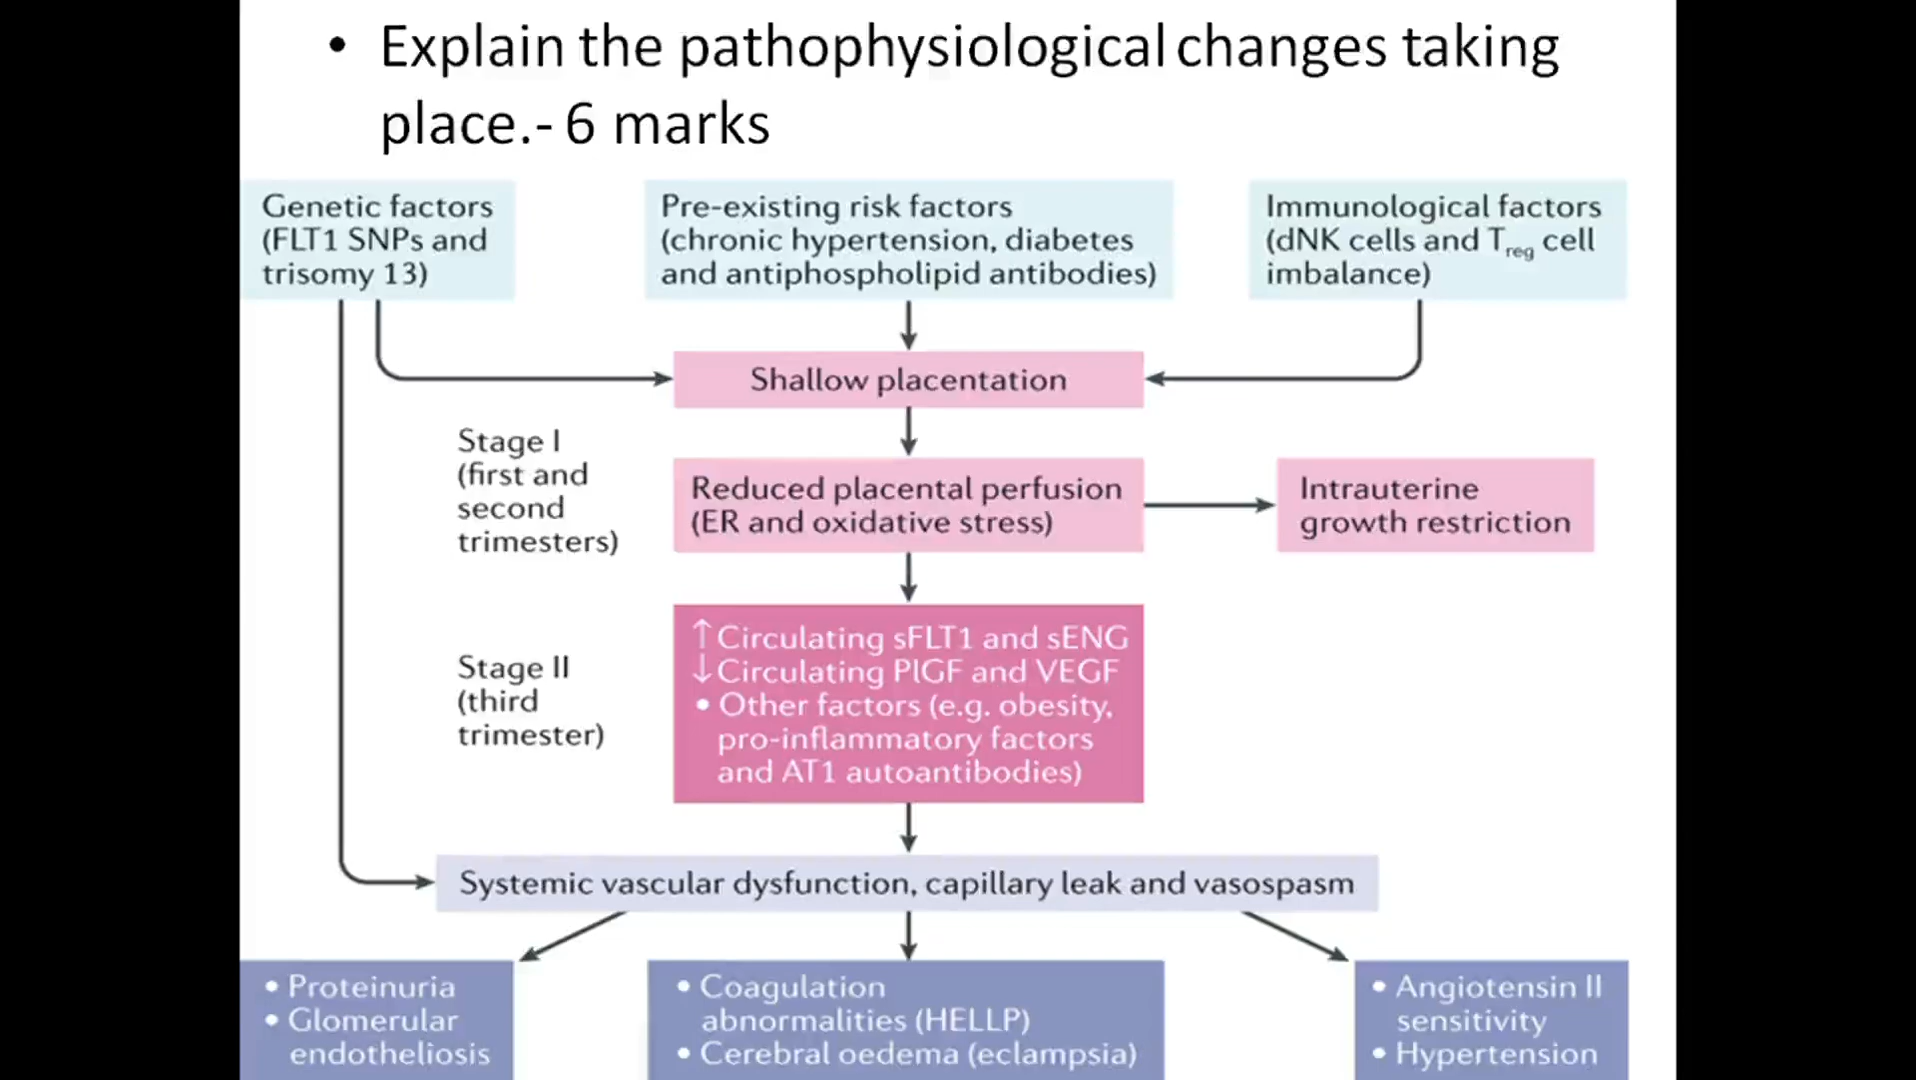 • Explain the pathophysiological changes taking
place.- 6 marks
Genetic factors
(FLT1 SNPs and
trisomy 13)
Pre-existing risk factors
(chronic hypertension, diabetes
and antiphospholipid antibodies)
Immunological factors
(dNK cells and Treg cell
imbalance)
Shallow placentation
Stage I
(first and
second
trimesters)
Reduced placental perfusion
(ER and oxidative stress)
Intrauterine
growth restriction
Stage II
(third
trimester)
↑ Circulating sFLT1 and sENG
↓ Circulating PlGF and VEGF
• Other factors (e.g. obesity,
pro-inflammatory factors
and AT1 autoantibodies)
Systemic vascular dysfunction, capillary leak and vasospasm
• Proteinuria
• Glomerular
endotheliosis
• Coagulation
abnormalities (HELLP)
• Cerebral oedema (eclampsia)
• Angiotensin II
sensitivity
• Hypertension